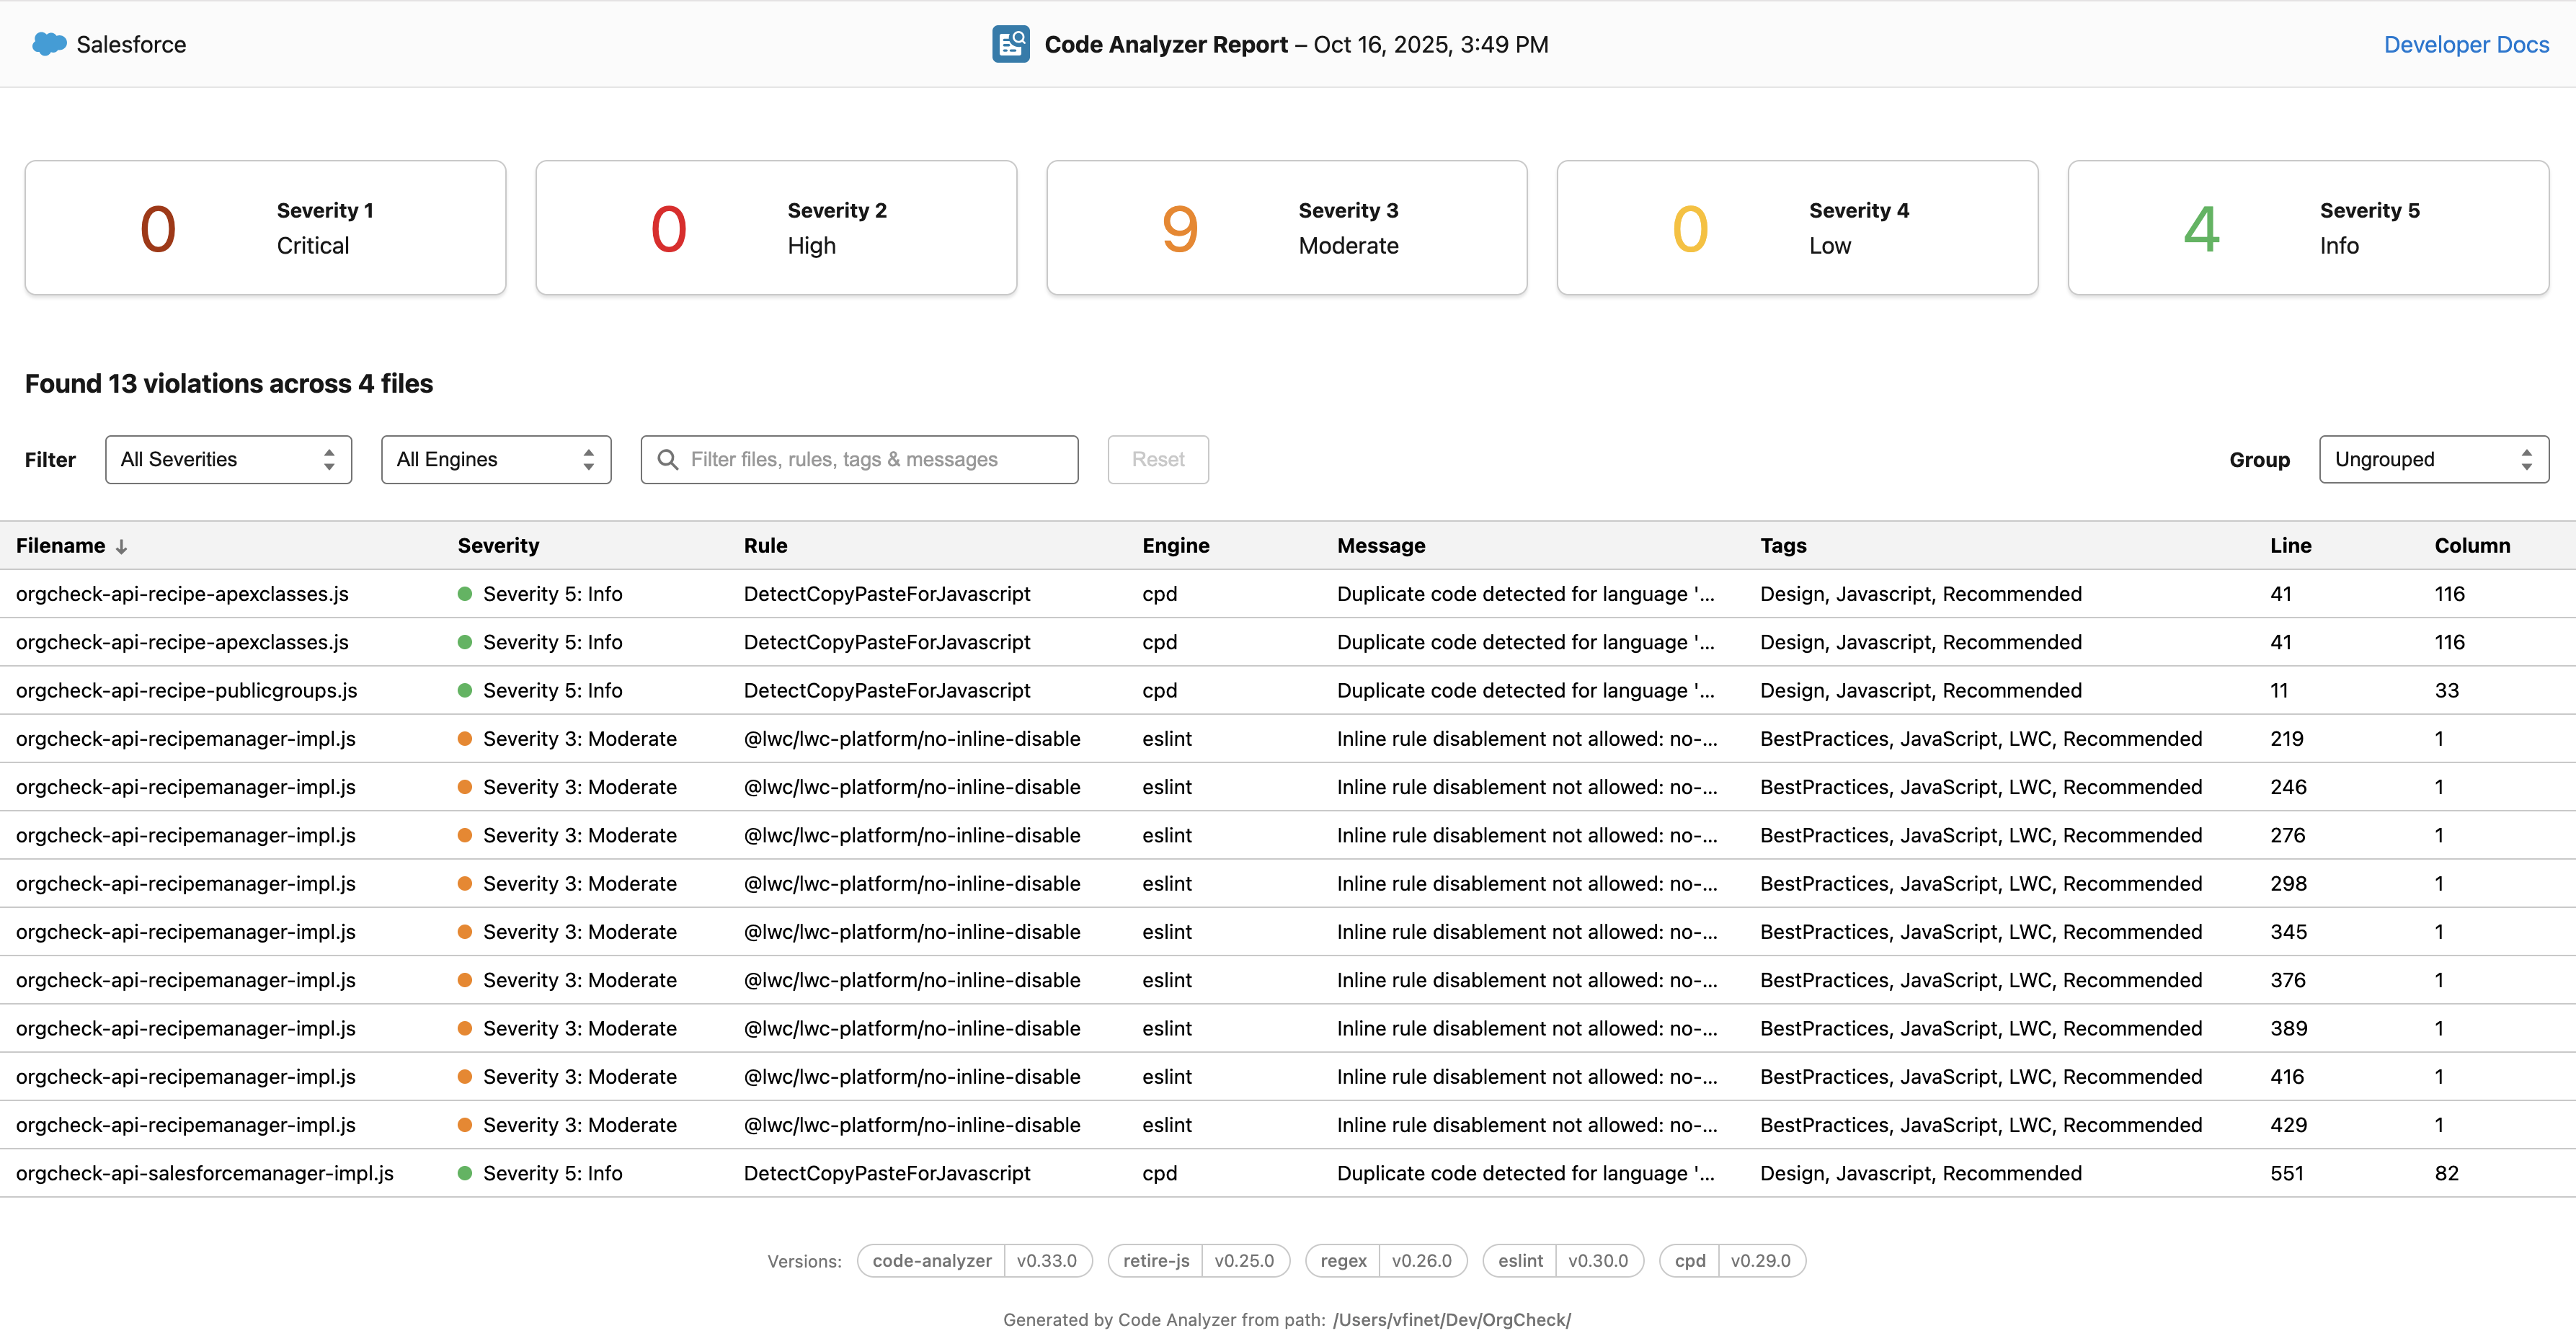 Salesforce
Code Analyzer Report – Oct 16, 2025, 3:49 PM
Developer Docs
0 Severity 1 Critical
0 Severity 2 High
9 Severity 3 Moderate
0 Severity 4 Low
4 Severity 5 Info
Found 13 violations across 4 files
Filter All Severities All Engines Filter files, rules, tags & messages Reset Group Ungrouped
Filename Severity Rule Engine Message Tags Line Column
orgcheck-api-recipe-apexclasses.js Severity 5: Info DetectCopyPasteForJavascript cpd Duplicate code detected for language '... Design, Javascript, Recommended 41 116
orgcheck-api-recipe-apexclasses.js Severity 5: Info DetectCopyPasteForJavascript cpd Duplicate code detected for language '... Design, Javascript, Recommended 41 116
orgcheck-api-recipe-publicgroups.js Severity 5: Info DetectCopyPasteForJavascript cpd Duplicate code detected for language '... Design, Javascript, Recommended 11 33
orgcheck-api-recipemanager-impl.js Severity 3: Moderate @lwc/lwc-platform/no-inline-disable eslint Inline rule disablement not allowed: no-... BestPractices, JavaScript, LWC, Recommended 219 1
orgcheck-api-recipemanager-impl.js Severity 3: Moderate @lwc/lwc-platform/no-inline-disable eslint Inline rule disablement not allowed: no-... BestPractices, JavaScript, LWC, Recommended 246 1
orgcheck-api-recipemanager-impl.js Severity 3: Moderate @lwc/lwc-platform/no-inline-disable eslint Inline rule disablement not allowed: no-... BestPractices, JavaScript, LWC, Recommended 276 1
orgcheck-api-recipemanager-impl.js Severity 3: Moderate @lwc/lwc-platform/no-inline-disable eslint Inline rule disablement not allowed: no-... BestPractices, JavaScript, LWC, Recommended 298 1
orgcheck-api-recipemanager-impl.js Severity 3: Moderate @lwc/lwc-platform/no-inline-disable eslint Inline rule disablement not allowed: no-... BestPractices, JavaScript, LWC, Recommended 345 1
orgcheck-api-recipemanager-impl.js Severity 3: Moderate @lwc/lwc-platform/no-inline-disable eslint Inline rule disablement not allowed: no-... BestPractices, JavaScript, LWC, Recommended 376 1
orgcheck-api-recipemanager-impl.js Severity 3: Moderate @lwc/lwc-platform/no-inline-disable eslint Inline rule disablement not allowed: no-... BestPractices, JavaScript, LWC, Recommended 389 1
orgcheck-api-recipemanager-impl.js Severity 3: Moderate @lwc/lwc-platform/no-inline-disable eslint Inline rule disablement not allowed: no-... BestPractices, JavaScript, LWC, Recommended 416 1
orgcheck-api-recipemanager-impl.js Severity 3: Moderate @lwc/lwc-platform/no-inline-disable eslint Inline rule disablement not allowed: no-... BestPractices, JavaScript, LWC, Recommended 429 1
orgcheck-api-salesforcemanager-impl.js Severity 5: Info DetectCopyPasteForJavascript cpd Duplicate code detected for language '... Design, Javascript, Recommended 551 82
Versions: code-analyzer v0.33.0 retire-js v0.25.0 regex v0.26.0 eslint v0.30.0 cpd v0.29.0
Generated by Code Analyzer from path: /Users/vfinet/Dev/OrgCheck/